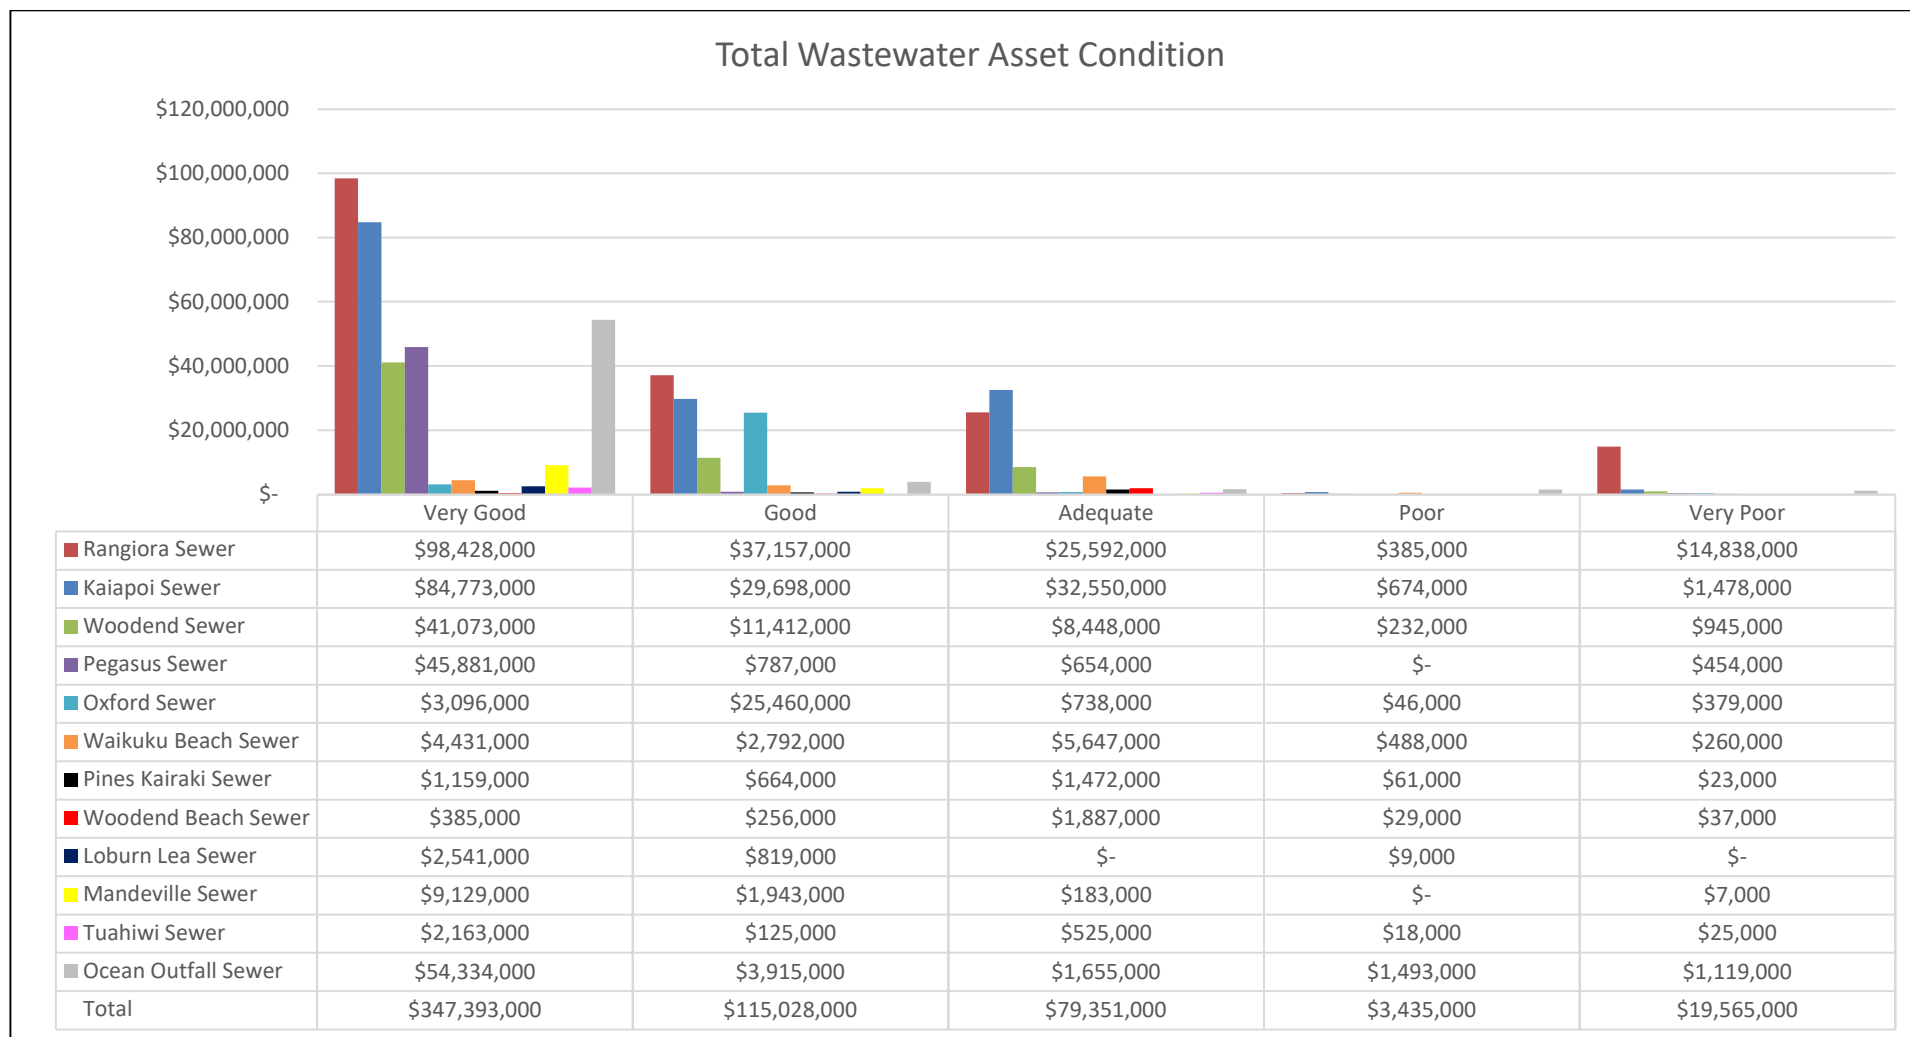 Total Wastewater Asset Condition
$120,000,000
$100,000,000
$80,000,000
$60,000,000
$40,000,000
$20,000,000
$-
Very Good Good Adequate Poor Very Poor
Rangiora Sewer $98,428,000 $37,157,000 $25,592,000 $385,000 $14,838,000
Kaiapoi Sewer $84,773,000 $29,698,000 $32,550,000 $674,000 $1,478,000
Woodend Sewer $41,073,000 $11,412,000 $8,448,000 $232,000 $945,000
Pegasus Sewer $45,881,000 $787,000 $654,000 $- $454,000
Oxford Sewer $3,096,000 $25,460,000 $738,000 $46,000 $379,000
Waikuku Beach Sewer $4,431,000 $2,792,000 $5,647,000 $488,000 $260,000
Pines Kairaki Sewer $1,159,000 $664,000 $1,472,000 $61,000 $23,000
Woodend Beach Sewer $385,000 $256,000 $1,887,000 $29,000 $37,000
Loburn Lea Sewer $2,541,000 $819,000 $- $9,000 $-
Mandeville Sewer $9,129,000 $1,943,000 $183,000 $- $7,000
Tuahiwi Sewer $2,163,000 $125,000 $525,000 $18,000 $25,000
Ocean Outfall Sewer $54,334,000 $3,915,000 $1,655,000 $1,493,000 $1,119,000
Total $347,393,000 $115,028,000 $79,351,000 $3,435,000 $19,565,000